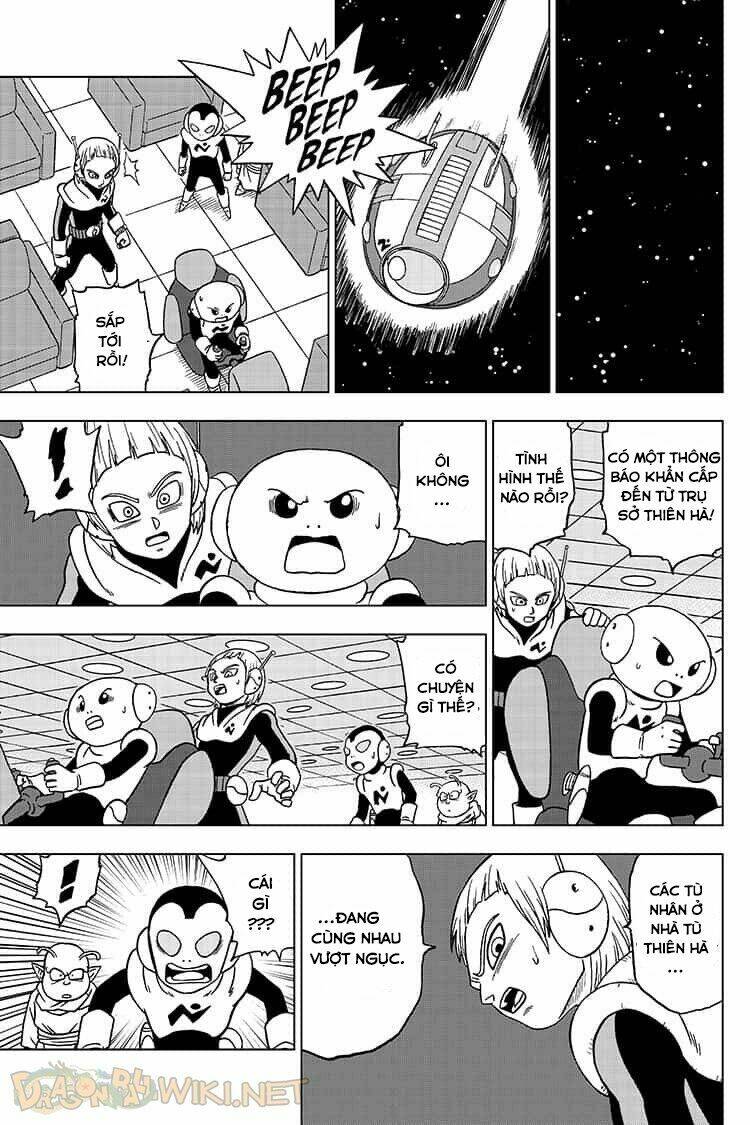 BEEP
BEEP
BEEP
SẮP
TỚI
RỒI!
CÓ MỘT THÔNG
BÁO KHẨN CẤP
ĐẾN TỪ TRỤ
SỞ THIÊN HÀ!
TÌNH
HÌNH THẾ
NÀO RỒI?
ÔI
KHÔNG
...
!
CÓ
CHUYỆN
GÌ THẾ?
CÁC TÙ
NHÂN Ở
NHÀ TÙ
THIÊN HÀ
...
...ĐANG
CÙNG NHAU
VƯỢT NGỤC.
CÁI
GÌ
???
!
DRAGONBALLWIKI.NET